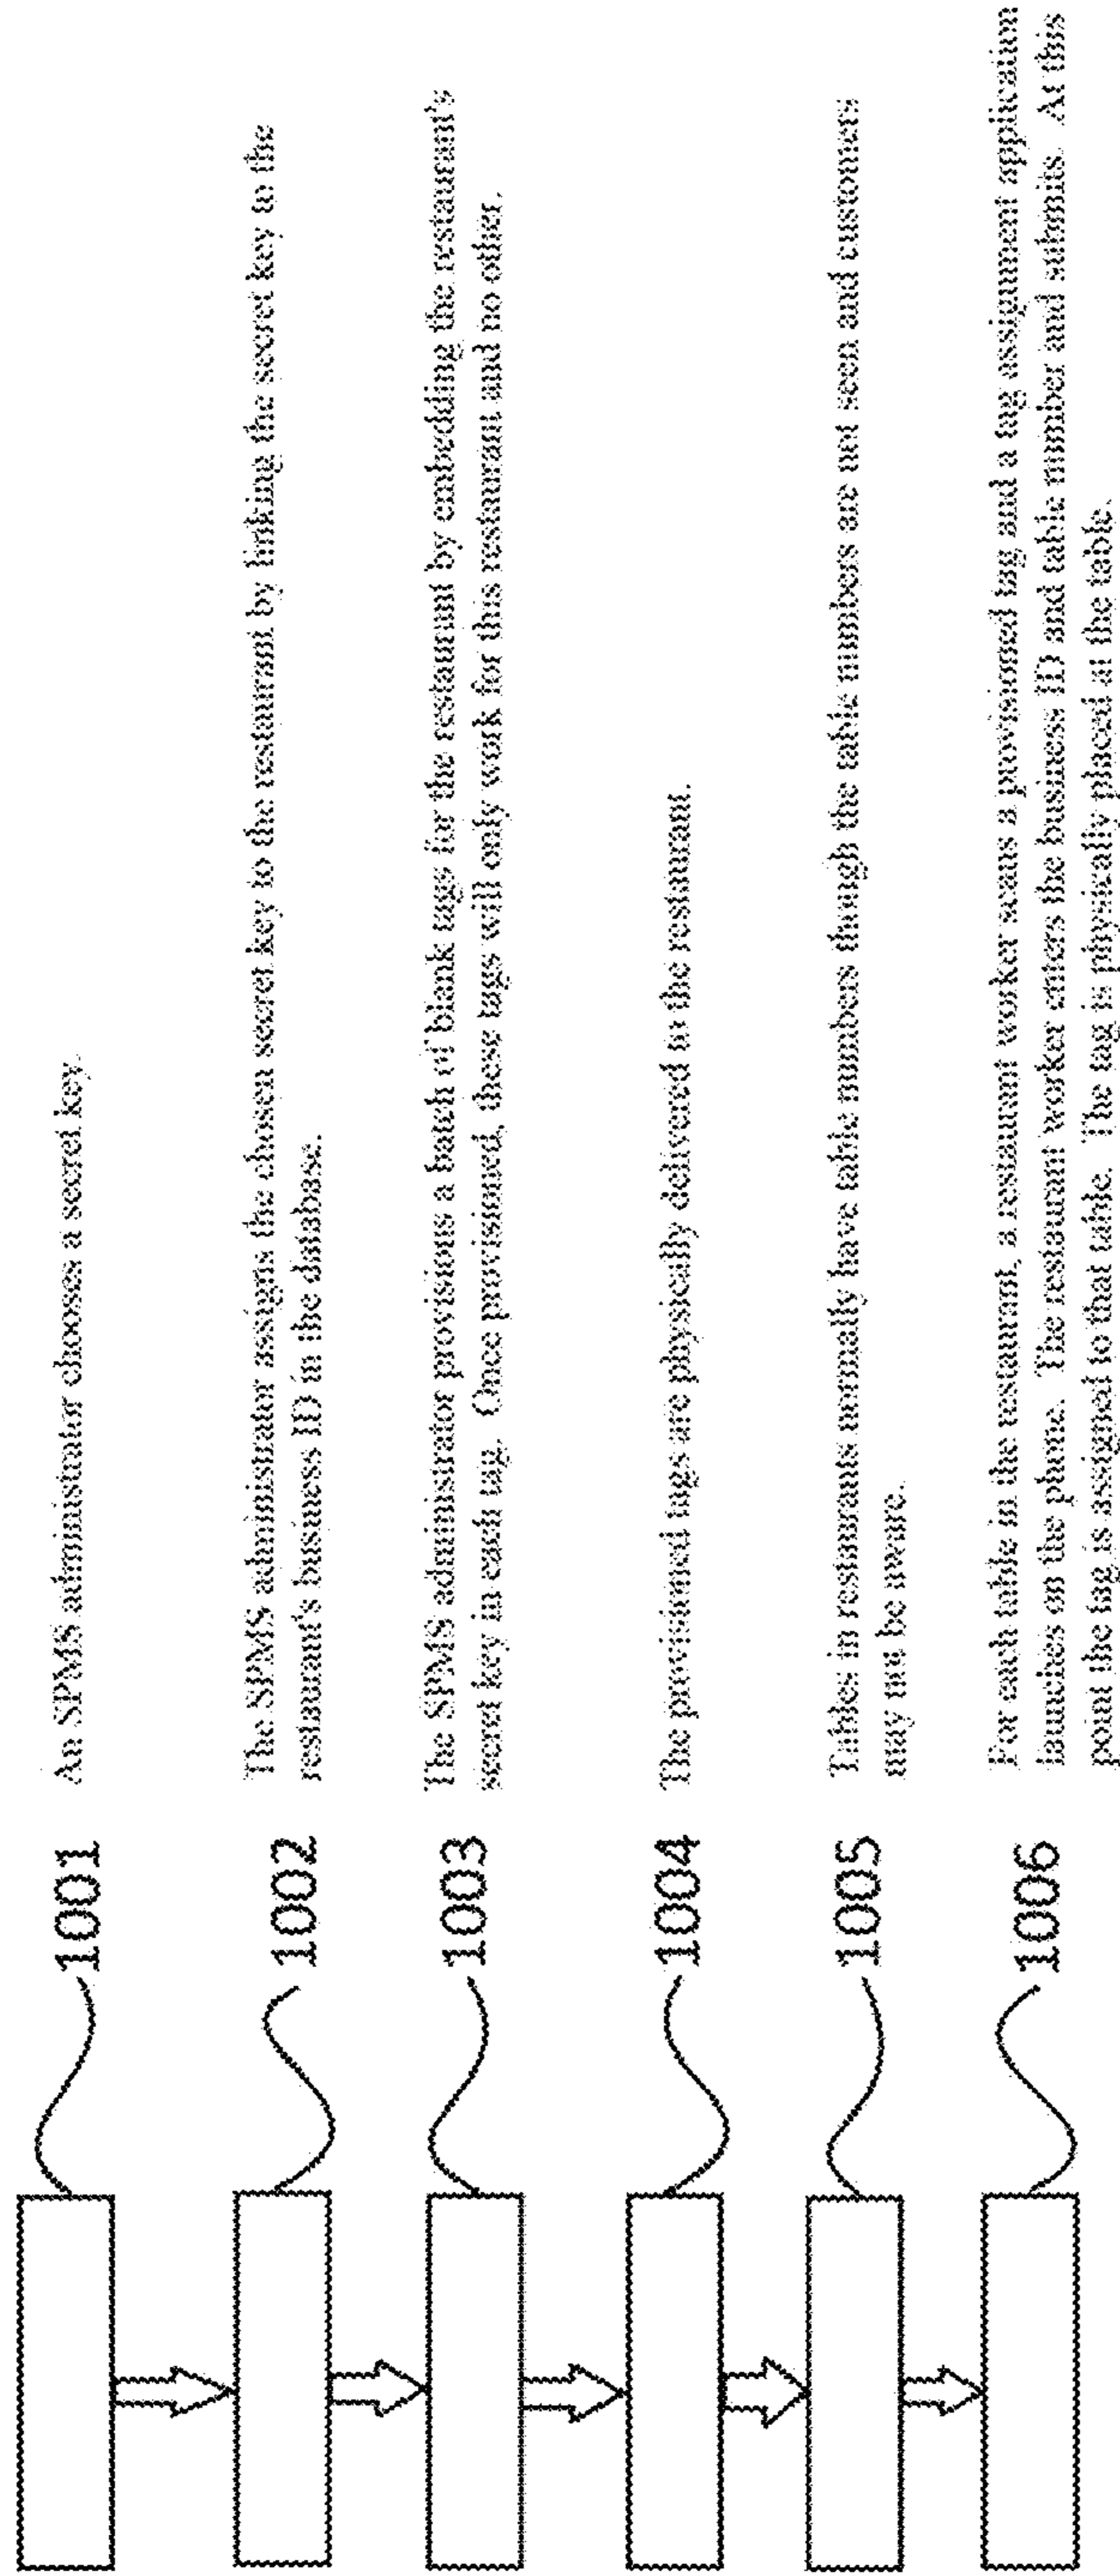 1001 An SPMS administrator chooses a secret key.
1002 The SPMS administrator assigns the chosen secret key to the restaurant by linking the secret key to the
restaurant's business ID in the database.
1003 The SPMS administrator provisions a batch of blank tags for the restaurant by embedding the restaurant's
secret key in each tag. Once provisioned, these tags will only work for this restaurant and no other.
1004 The provisioned tags are physically delivered to the restaurant.
1005 Tables in restaurants normally have table numbers though the table numbers are not seen and customers
may not be aware.
1006 For each table in the restaurant, a restaurant worker scans a provisioned tag and a tag assignment application
launches on the phone. The restaurant worker enters the business ID and table number and submits. At this
point the tag is assigned to that table. The tag is physically placed at the table.